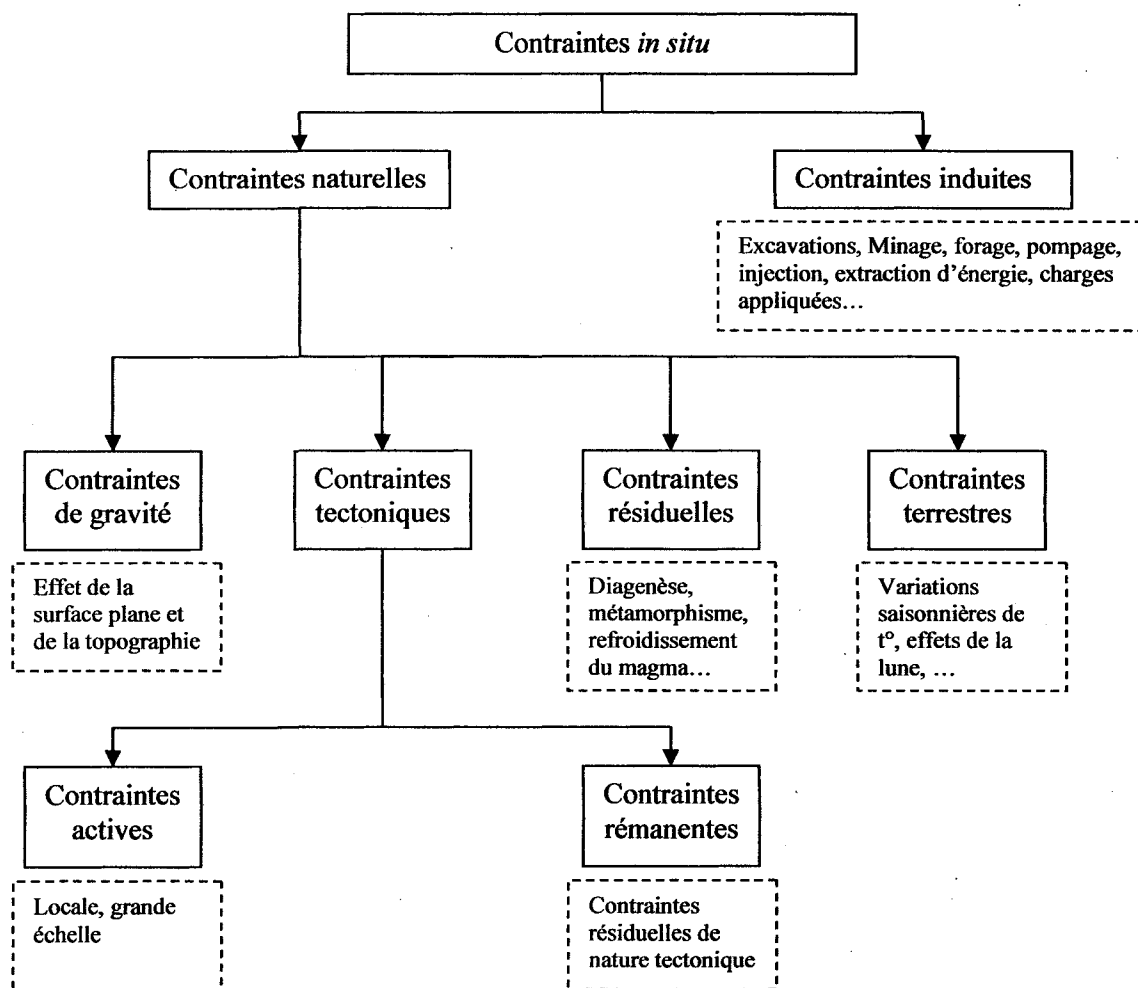 Contraintes in situ
Contraintes naturelles
Contraintes induites
Excavations, Minage, forage, pompage,
injection, extraction d'énergie, charges
appliquées...
Contraintes
de gravité
Contraintes
tectoniques
Contraintes
résiduelles
Contraintes
terrestres
Effet de la
surface plane et
de la topographie
Diagenèse,
métamorphisme,
refroidissement
du magma...
Variations
saisonnières de
t°, effets de la
lune, ...
Contraintes
actives
Contraintes
rémanentes
Locale, grande
échelle
Contraintes
résiduelles de
nature tectonique